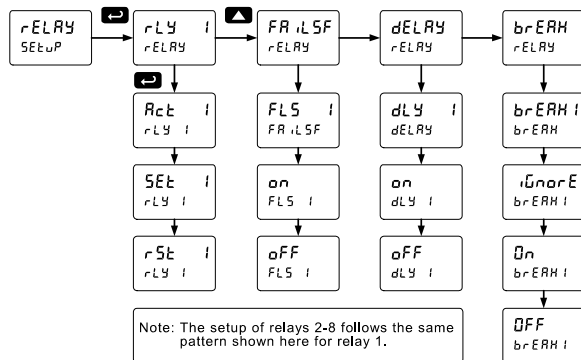 rELAY
SEtuP
rLY 1
rELAY
FAiLSF
rELAY
dELAY
rELAY
brEAK
rELAY
Act 1
rLY 1
FLS 1
FAiLSF
dLY 1
dELAY
brEAK 1
brEAK
SEt 1
rLY 1
on
FLS 1
on
dLY 1
iGnorE
brEAK 1
rSt 1
rLY 1
oFF
FLS 1
oFF
dLY 1
On
brEAK 1
OFF
brEAK 1
Note: The setup of relays 2-8 follows the same
pattern shown here for relay 1.